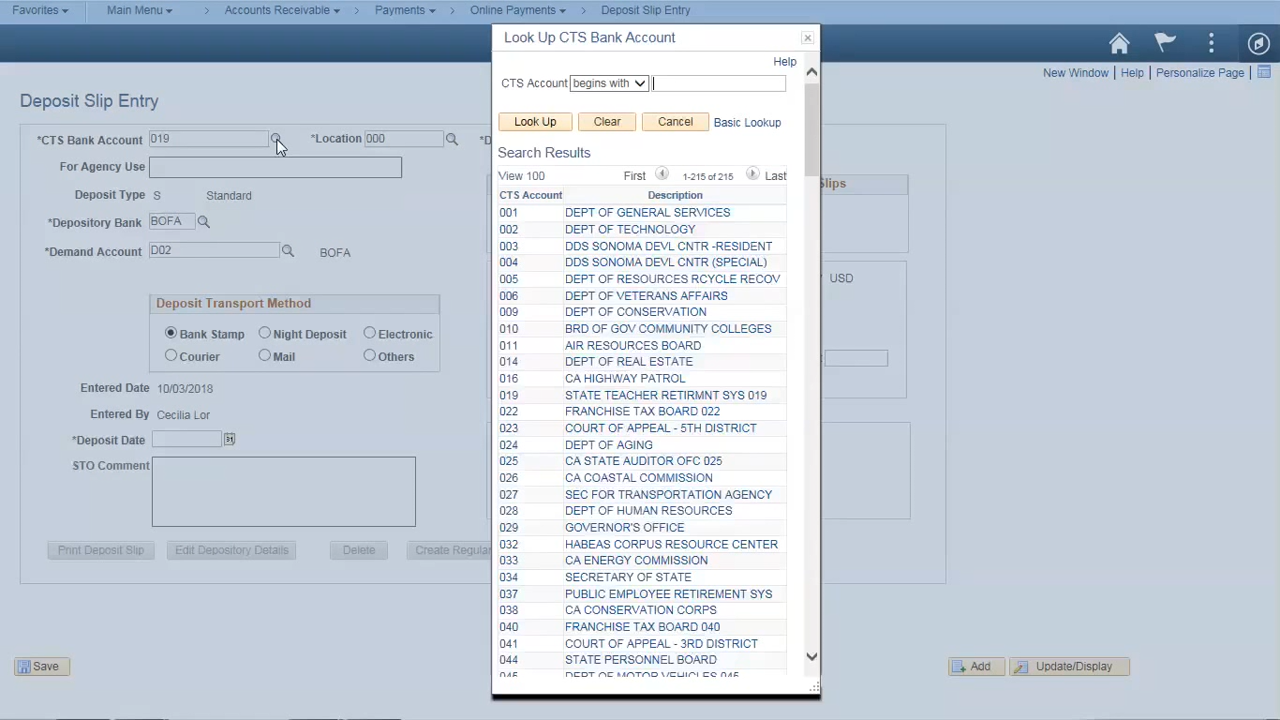 Favorites Main Menu > Accounts Receivable > Payments > Online Payments > Deposit Slip Entry
New Window | Help | Personalize Page
Deposit Slip Entry
*CTS Bank Account 019 *Location 000 *D
For Agency Use
Deposit Type S Standard
*Depository Bank BOFA
*Demand Account D02 BOFA
Deposit Transport Method
Bank Stamp Night Deposit Electronic
Courier Mail Others
Entered Date 10/03/2018
Entered By Cecilia Lor
*Deposit Date
STO Comment
Print Deposit Slip Edit Depository Details Delete Create Regular
Save
Look Up CTS Bank Account
Help
CTS Account begins with
Look Up Clear Cancel Basic Lookup
Search Results
View 100 First 1-215 of 215 Last
CTS Account Description
001 DEPT OF GENERAL SERVICES
002 DEPT OF TECHNOLOGY
003 DDS SONOMA DEVL CNTR -RESIDENT
004 DDS SONOMA DEVL CNTR (SPECIAL)
005 DEPT OF RESOURCES RCYCLE RECOV
006 DEPT OF VETERANS AFFAIRS
009 DEPT OF CONSERVATION
010 BRD OF GOV COMMUNITY COLLEGES
011 AIR RESOURCES BOARD
014 DEPT OF REAL ESTATE
016 CA HIGHWAY PATROL
019 STATE TEACHER RETIRMNT SYS 019
022 FRANCHISE TAX BOARD 022
023 COURT OF APPEAL - 5TH DISTRICT
024 DEPT OF AGING
025 CA STATE AUDITOR OFC 025
026 CA COASTAL COMMISSION
027 SEC FOR TRANSPORTATION AGENCY
028 DEPT OF HUMAN RESOURCES
029 GOVERNOR'S OFFICE
032 HABEAS CORPUS RESOURCE CENTER
033 CA ENERGY COMMISSION
034 SECRETARY OF STATE
037 PUBLIC EMPLOYEE RETIREMENT SYS
038 CA CONSERVATION CORPS
040 FRANCHISE TAX BOARD 040
041 COURT OF APPEAL - 3RD DISTRICT
044 STATE PERSONNEL BOARD
045 DEPT OF MOTOR VEHICLES 045
Slips
USD
Add Update/Display